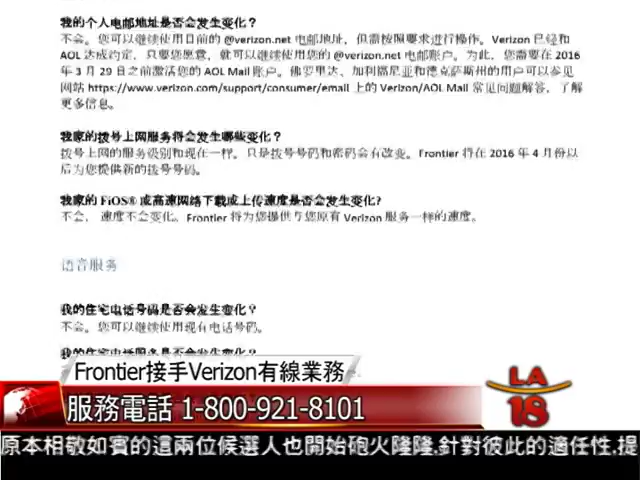 我的个人电邮地址是否会发生变化？
不会。您可以继续使用目前的 @verizon.net 电邮地址，但需按照要求进行操作。Verizon 已经和
AOL 达成约定，只要您愿意，就可以继续使用您的 @verizon.net 电邮账户。为此，您需要在 2016
年 3 月 29 日之前激活您的 AOL Mail 账户。佛罗里达、加利福尼亚和德克萨斯州的用户可以参见
网站 https://www.verizon.com/support/consumer/email 上的 Verizon/AOL Mail 常见问题解答，了解
更多信息。
我家的拨号上网服务将会发生哪些变化？
拨号上网的服务级别和现在一样。只是拨号号码和密码会有改变。Frontier 将在 2016 年 4 月份以
后为您提供新的拨号号码。
我家的 FiOS® 或高速网络下载或上传速度是否会发生变化?
不会， 速度不会变化。Frontier 将为您提供与您原有 Verizon 服务一样的速度。
语音服务
我的住宅电话号码是否会发生变化？
不会。您可以继续使用现有电话号码。
我的住宅电话服务是否会发生变化？
Frontier接手Verizon有線業務
服務電話 1-800-921-8101
LA
18
原本相敬如賓的這兩位候選人也開始砲火隆隆,針對彼此的適任性,提